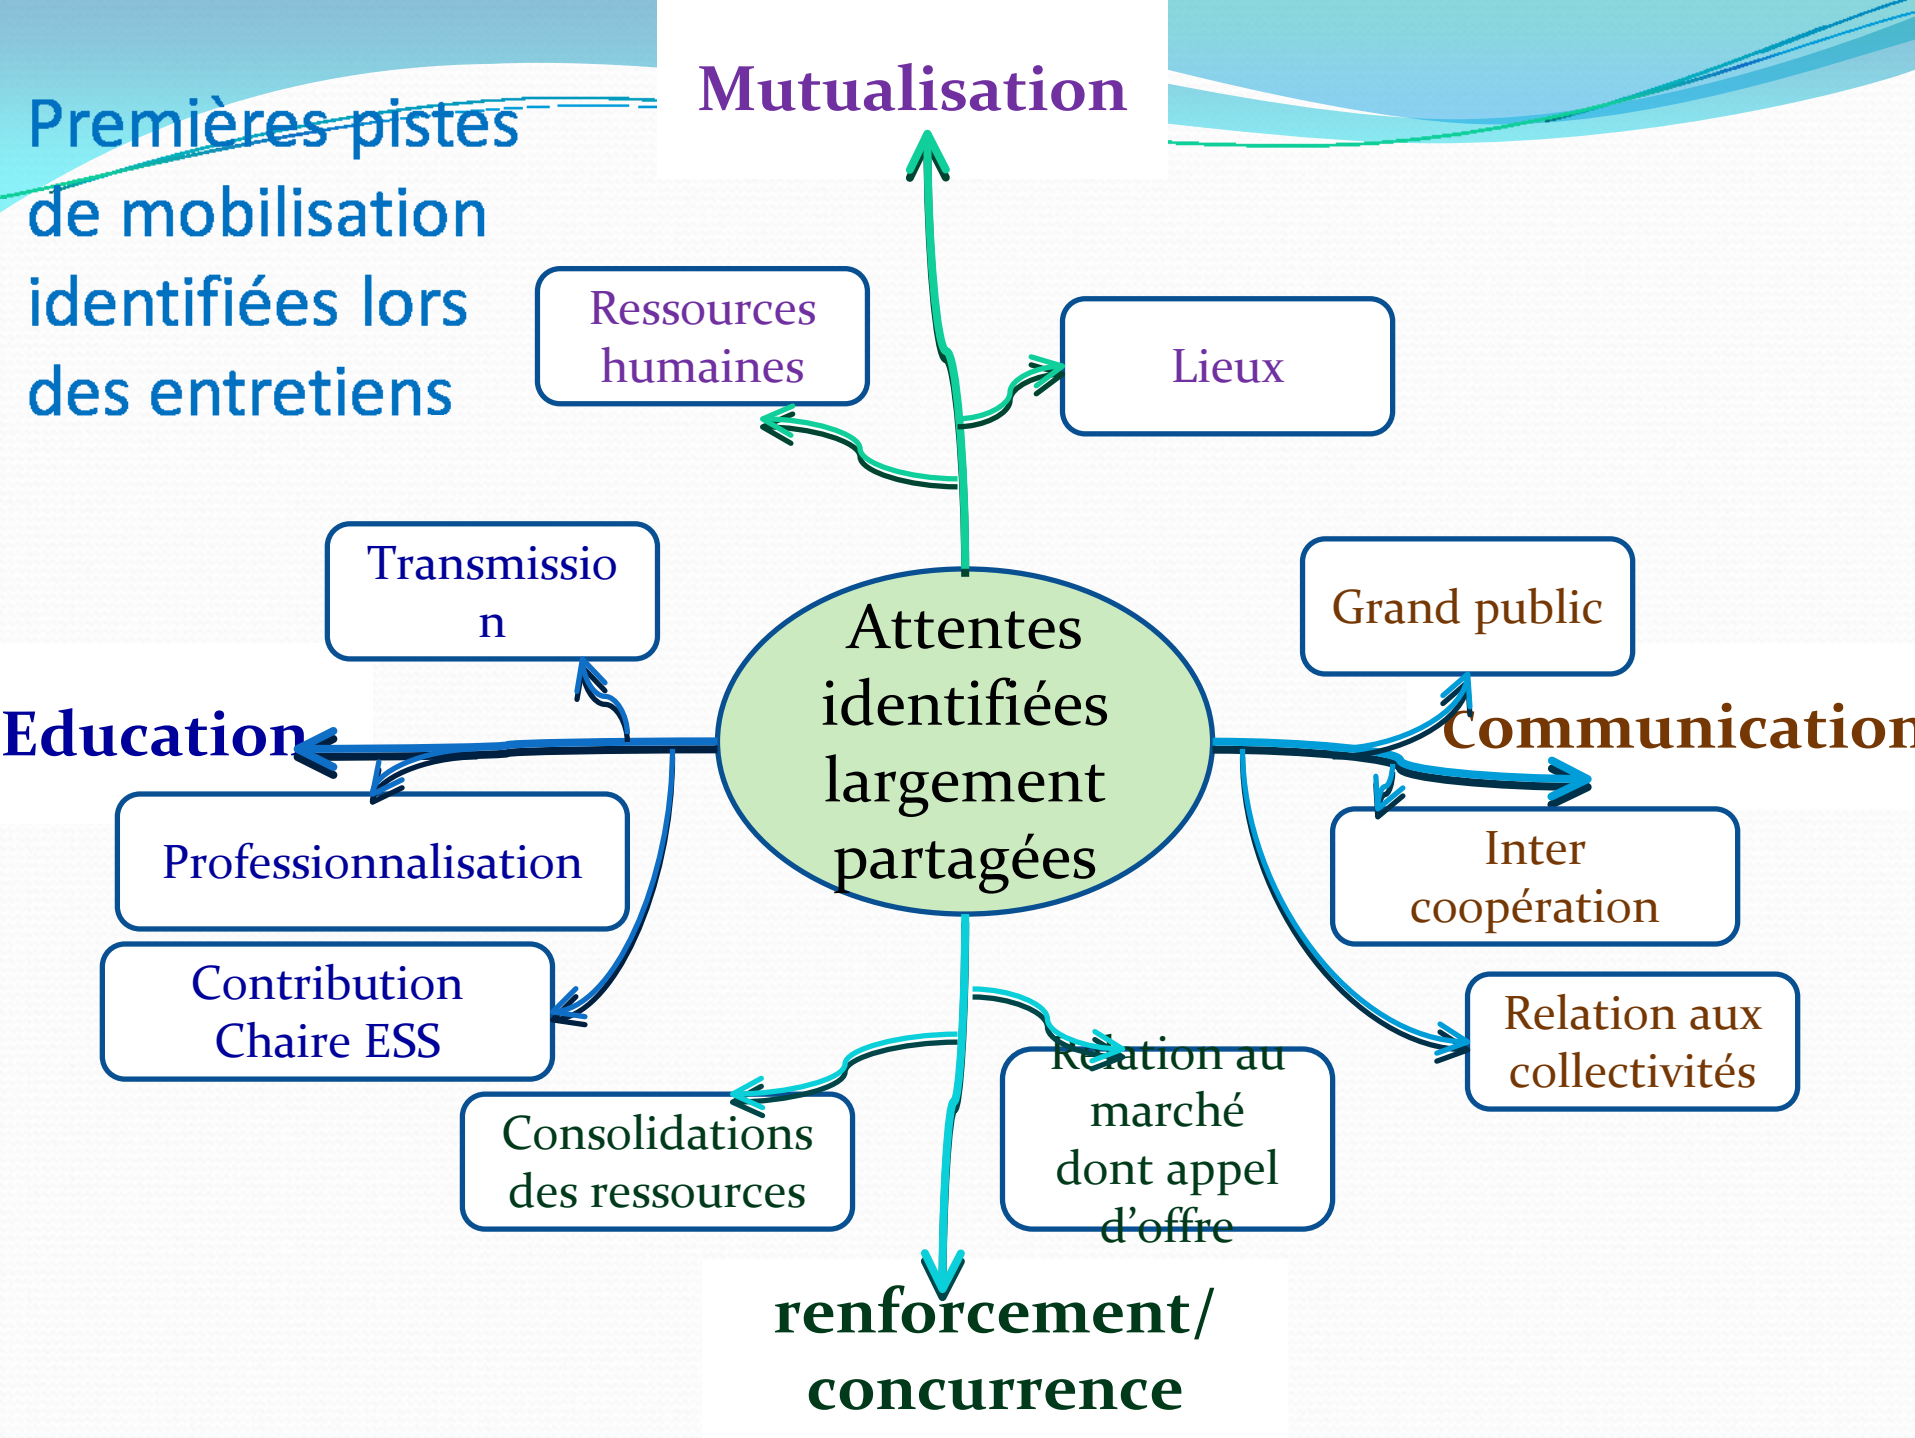 Mutualisation
Premières pistes
de mobilisation
identifiées lors
des entretiens
Ressources
humaines
Lieux
Transmissio
n
Grand public
Attentes
identifiées
largement
partagées
Education
Communication
Professionnalisation
Inter
coopération
Contribution
Chaire ESS
Relation aux
collectivités
Consolidations
des ressources
Relation au
marché
dont appel
d’offre
renforcement/
concurrence